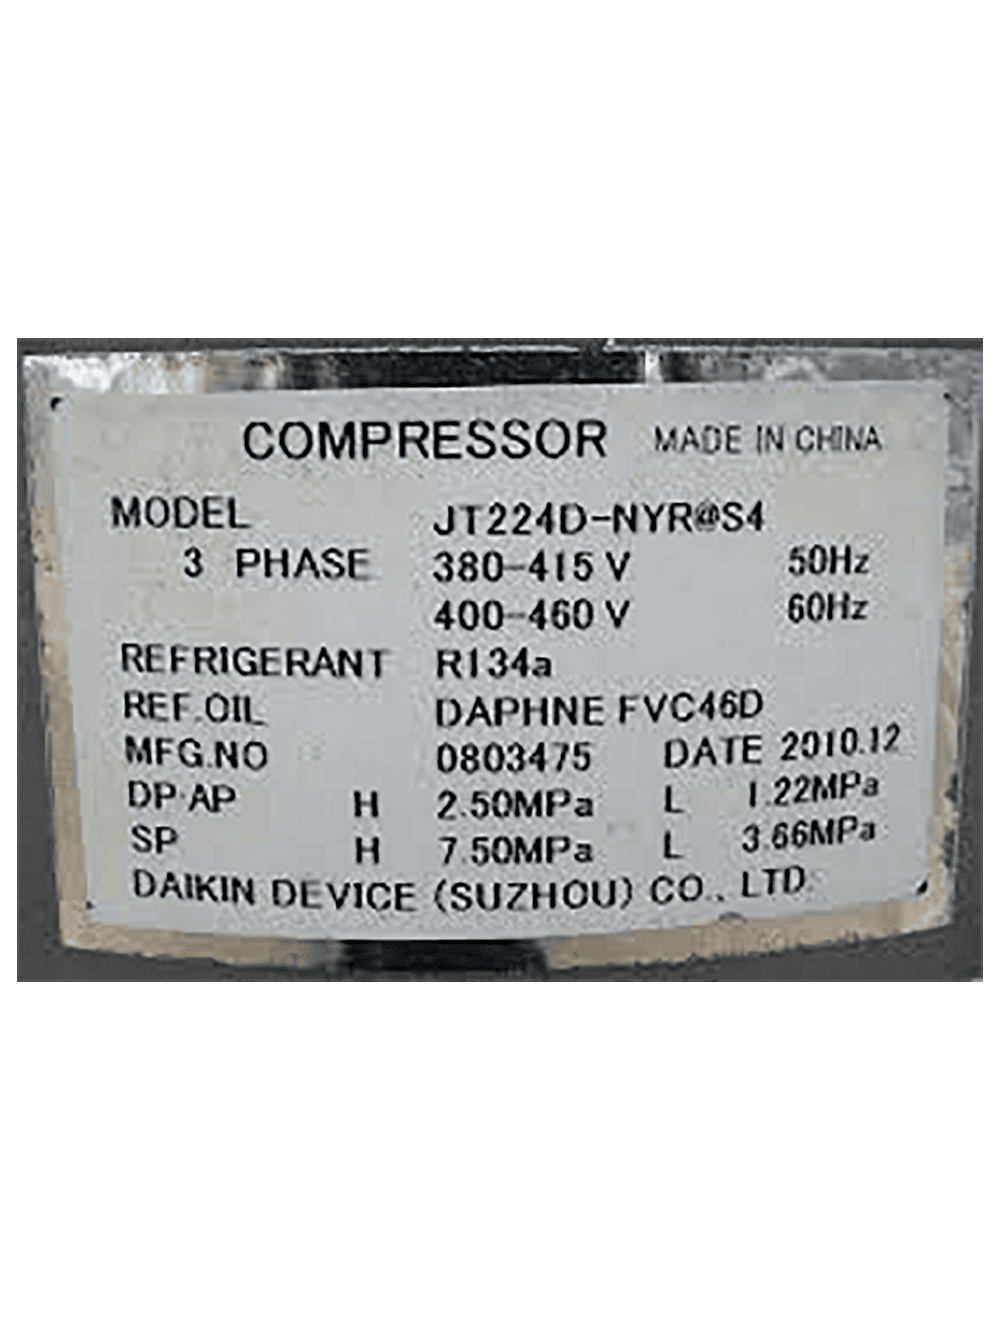 COMPRESSOR MADE IN CHINA
MODEL JT224D-NYR@S4
3 PHASE 380-415 V 50Hz
400-460 V 60Hz
REFRIGERANT R134a
REF.OIL DAPHNE FVC46D
MFG.NO 0803475 DATE 2010.12
DP·AP H 2.50MPa L 1.22MPa
SP H 7.50MPa L 3.66MPa
DAIKIN DEVICE (SUZHOU) CO., LTD.